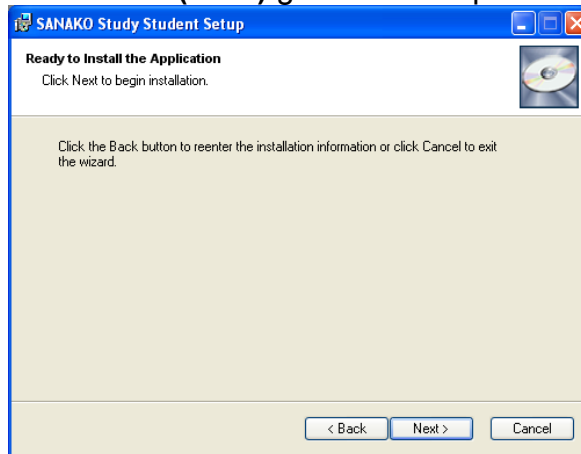 SANAKO Study Student Setup
Ready to Install the Application
Click Next to begin installation.
Click the Back button to reenter the installation information or click Cancel to exit
the wizard.
< Back
Next >
Cancel